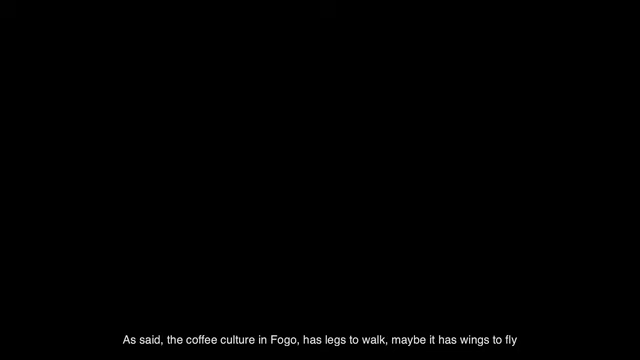 As said, the coffee culture in Fogo, has legs to walk, maybe it has wings to fly